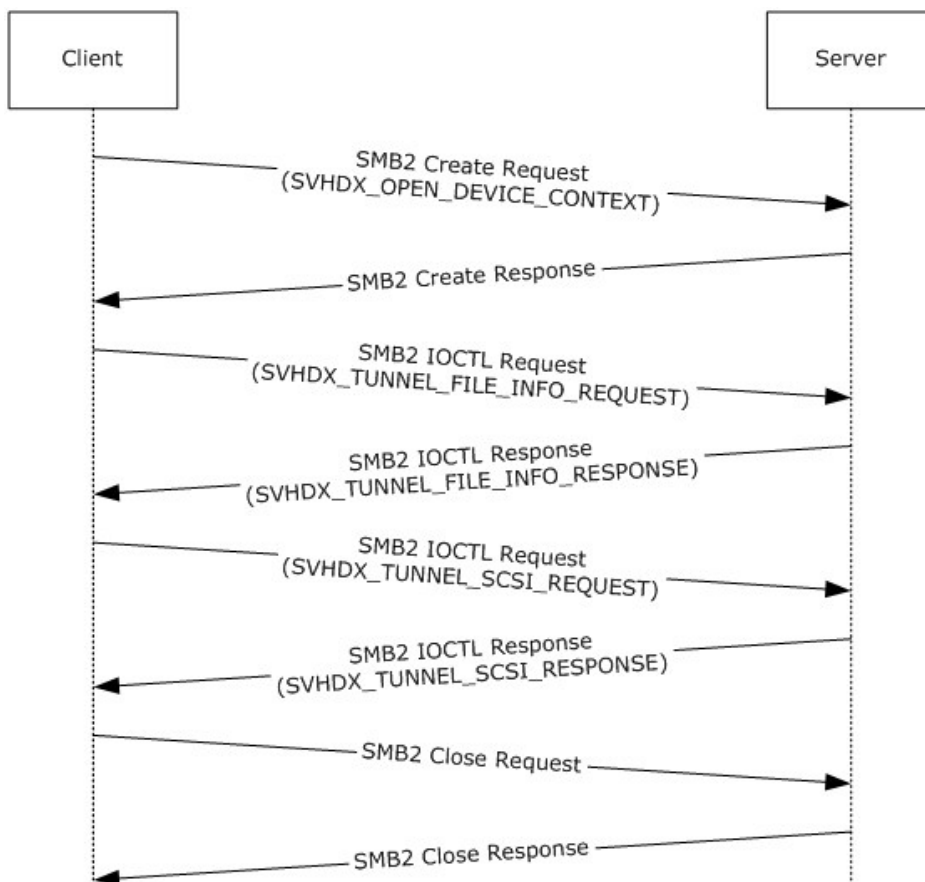 Client
Server
SMB2 Create Request
(SVHDX_OPEN_DEVICE_CONTEXT)
SMB2 Create Response
SMB2 IOCTL Request
(SVHDX_TUNNEL_FILE_INFO_REQUEST)
SMB2 IOCTL Response
(SVHDX_TUNNEL_FILE_INFO_RESPONSE)
SMB2 IOCTL Request
(SVHDX_TUNNEL_SCSI_REQUEST)
SMB2 IOCTL Response
(SVHDX_TUNNEL_SCSI_RESPONSE)
SMB2 Close Request
SMB2 Close Response